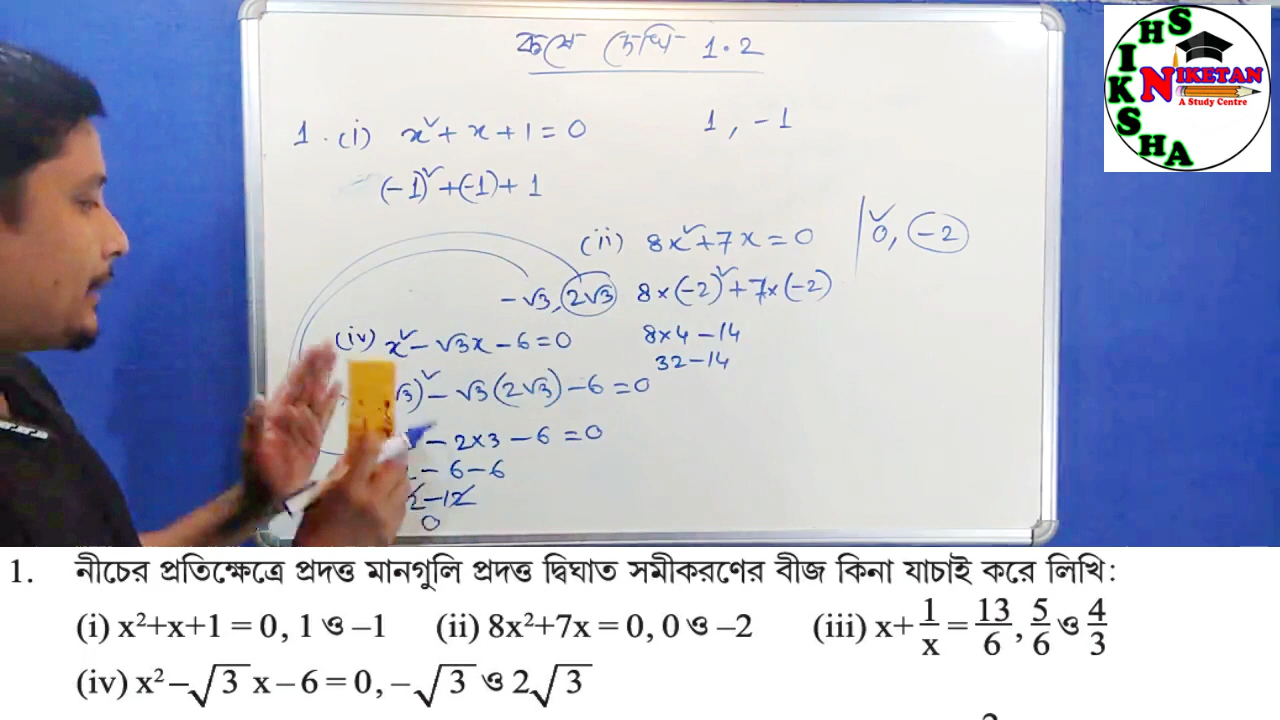 কষে দেখি 1.2
SHIKSHA
NIKETAN
A Study Centre
1. (i) x² + x + 1 = 0    1, -1
(-1)² + (-1) + 1
(ii) 8x² + 7x = 0    0, -2
-√3, 2√3    8×(-2)² + 7×(-2)
(iv) x² - √3x - 6 = 0    8×4 - 14
32 - 14
√3)² - √3(2√3) - 6 = 0
- 2×3 - 6 = 0
- 6 - 6
-12
0
1. নীচের প্রতিক্ষেত্রে প্রদত্ত মানগুলি প্রদত্ত দ্বিঘাত সমীকরণের বীজ কিনা যাচাই করে লিখি:
(i) x²+x+1 = 0, 1 ও –1 (ii) 8x²+7x = 0, 0 ও –2 (iii) x+1/x = 13/6, 5/6 ও 4/3
(iv) x² – √3 x – 6 = 0, –√3 ও 2√3